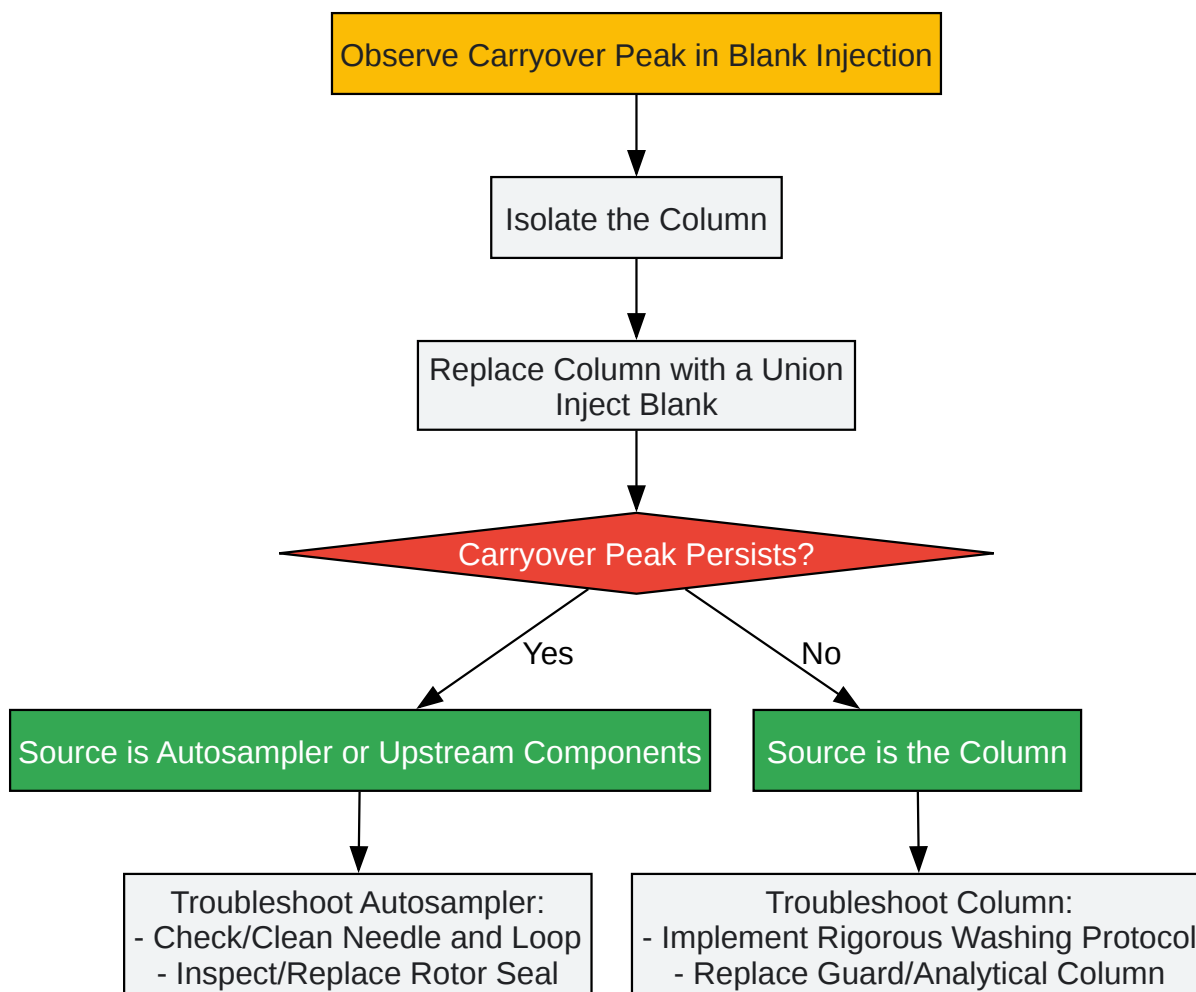 Observe Carryover Peak in Blank Injection
Isolate the Column
Replace Column with a Union
Inject Blank
Carryover Peak Persists?
Yes
No
Source is Autosampler or Upstream Components
Source is the Column
Troubleshoot Autosampler:
- Check/Clean Needle and Loop
- Inspect/Replace Rotor Seal
Troubleshoot Column:
- Implement Rigorous Washing Protocol
- Replace Guard/Analytical Column